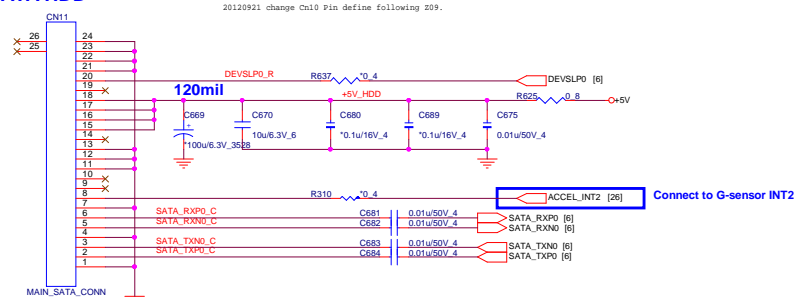 20120921 change Cn10 Pin define following Z09.
CN11
26
25
24
23
22
21
20
19
18
17
16
15
14
13
12
11
10
9
8
7
6
5
4
3
2
1
MAIN_SATA_CONN
DEVSLP0_R
R637
*0_4
DEVSLP0 [6]
120mil
+5V_HDD
R625
0_8
+5V
C669
*100u/6.3V_3528
C670
10u/6.3V_6
C680
*0.1u/16V_4
C689
*0.1u/16V_4
C675
0.01u/50V_4
R310
*0_4
ACCEL_INT2 [26]
Connect to G-sensor INT2
SATA_RXP0_C
C681
0.01u/50V_4
SATA_RXP0 [6]
SATA_RXN0_C
C682
0.01u/50V_4
SATA_RXN0 [6]
SATA_TXN0_C
C683
0.01u/50V_4
SATA_TXN0 [6]
SATA_TXP0_C
C684
0.01u/50V_4
SATA_TXP0 [6]